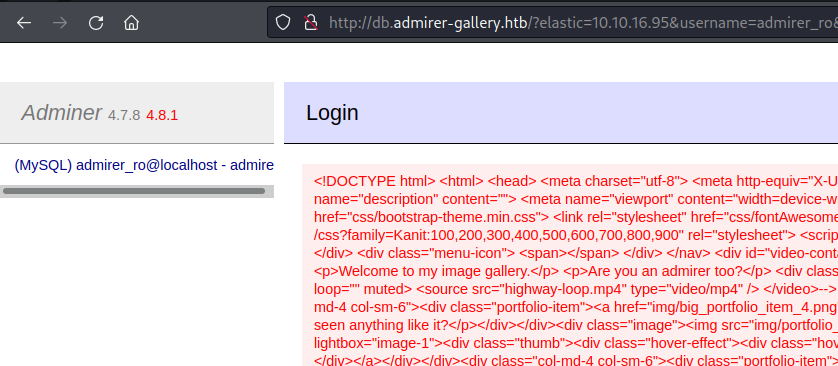 http://db.admirer-gallery.htb/?elastic=10.10.16.95&username=admirer_ro&
Adminer 4.7.8 4.8.1
Login
(MySQL) admirer_ro@localhost - admire
<!DOCTYPE html> <html> <head> <meta charset="utf-8"> <meta http-equiv="X-U
name="description" content=""> <meta name="viewport" content="width=device-w
href="css/bootstrap-theme.min.css"> <link rel="stylesheet" href="css/fontAwesome
/css?family=Kanit:100,200,300,400,500,600,700,800,900" rel="stylesheet"> <script
</div> <div class="menu-icon"> <span></span> </div> </nav> <div id="video-conta
<p>Welcome to my image gallery.</p> <p>Are you an admirer too?</p> <div class
loop="" muted> <source src="highway-loop.mp4" type="video/mp4" /> </video>-->
md-4 col-sm-6"><div class="portfolio-item"><a href="img/big_portfolio_item_4.png"
seen anything like it?</p></div></div><div class="image"><img src="img/portfolio_
lightbox="image-1"><div class="thumb"><div class="hover-effect"><div class="hov
</div></a></div></div><div class="col-md-4 col-sm-6"><div class="portfolio-item">